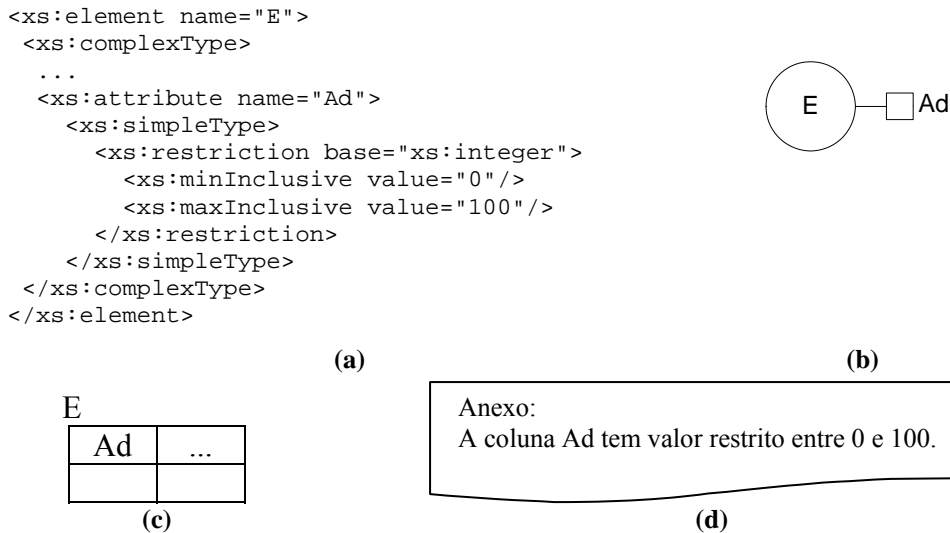 <xs:element name="E">
<xs:complexType>
...
<xs:attribute name="Ad">
<xs:simpleType>
<xs:restriction base="xs:integer">
<xs:minInclusive value="0"/>
<xs:maxInclusive value="100"/>
</xs:restriction>
</xs:simpleType>
</xs:complexType>
</xs:element>
(a)
E
Ad
(b)
E
Ad ...
(c)
Anexo:
A coluna Ad tem valor restrito entre 0 e 100.
(d)